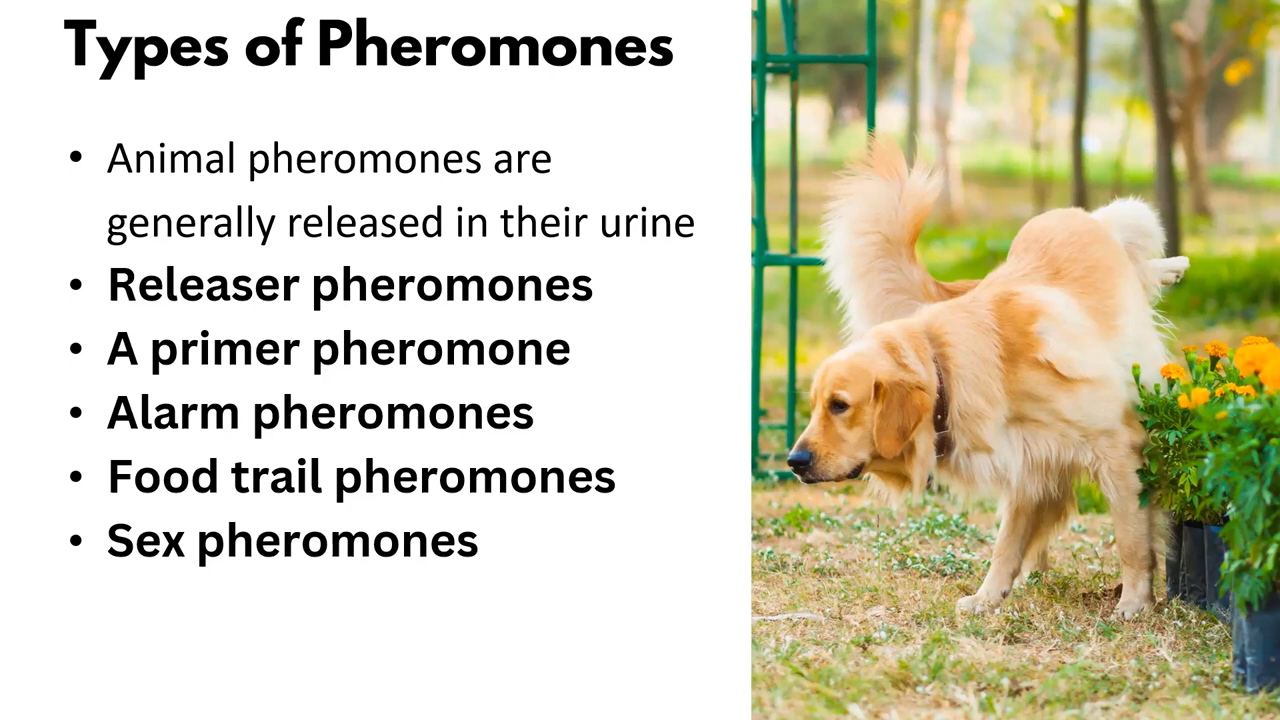 Types of Pheromones
• Animal pheromones are
generally released in their urine
• Releaser pheromones
• A primer pheromone
• Alarm pheromones
• Food trail pheromones
• Sex pheromones